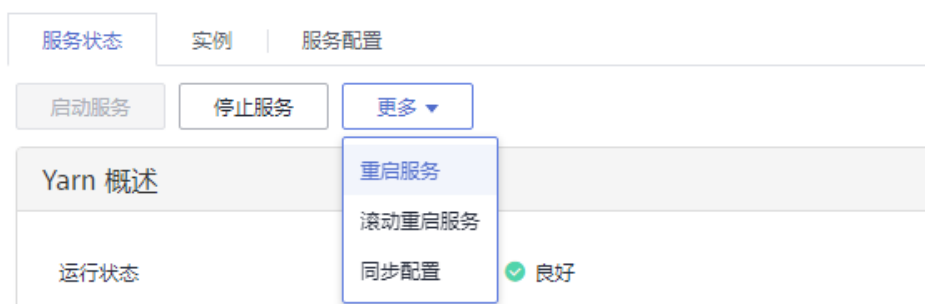 服务状态 实例 服务配置
启动服务 停止服务 更多
重启服务
Yarn 概述
滚动重启服务
同步配置
运行状态 良好